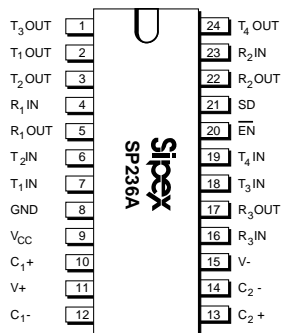 T3OUT 1 24 T4OUT
T1OUT 2 23 R2IN
T2OUT 3 22 R2OUT
R1IN 4 21 SD
R1OUT 5 20 EN
T2IN 6 19 T4IN
T1IN 7 18 T3IN
GND 8 17 R3OUT
VCC 9 16 R3IN
C1+ 10 15 V-
V+ 11 14 C2 -
C1- 12 13 C2 +
Sipex
SP236A